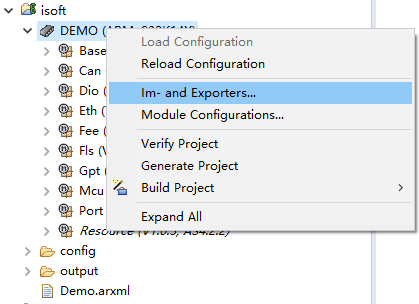 isoft
DEMO (ARM
Load Configuration
Base
Reload Configuration
Can
Dio (
Im- and Exporters...
Eth (
Module Configurations...
Fee (
Fls (V
Verify Project
Gpt (
Generate Project
Mcu
Build Project
Port
Expand All
Resource (V1.0.3, AS4.2.2)
config
output
Demo.arxml